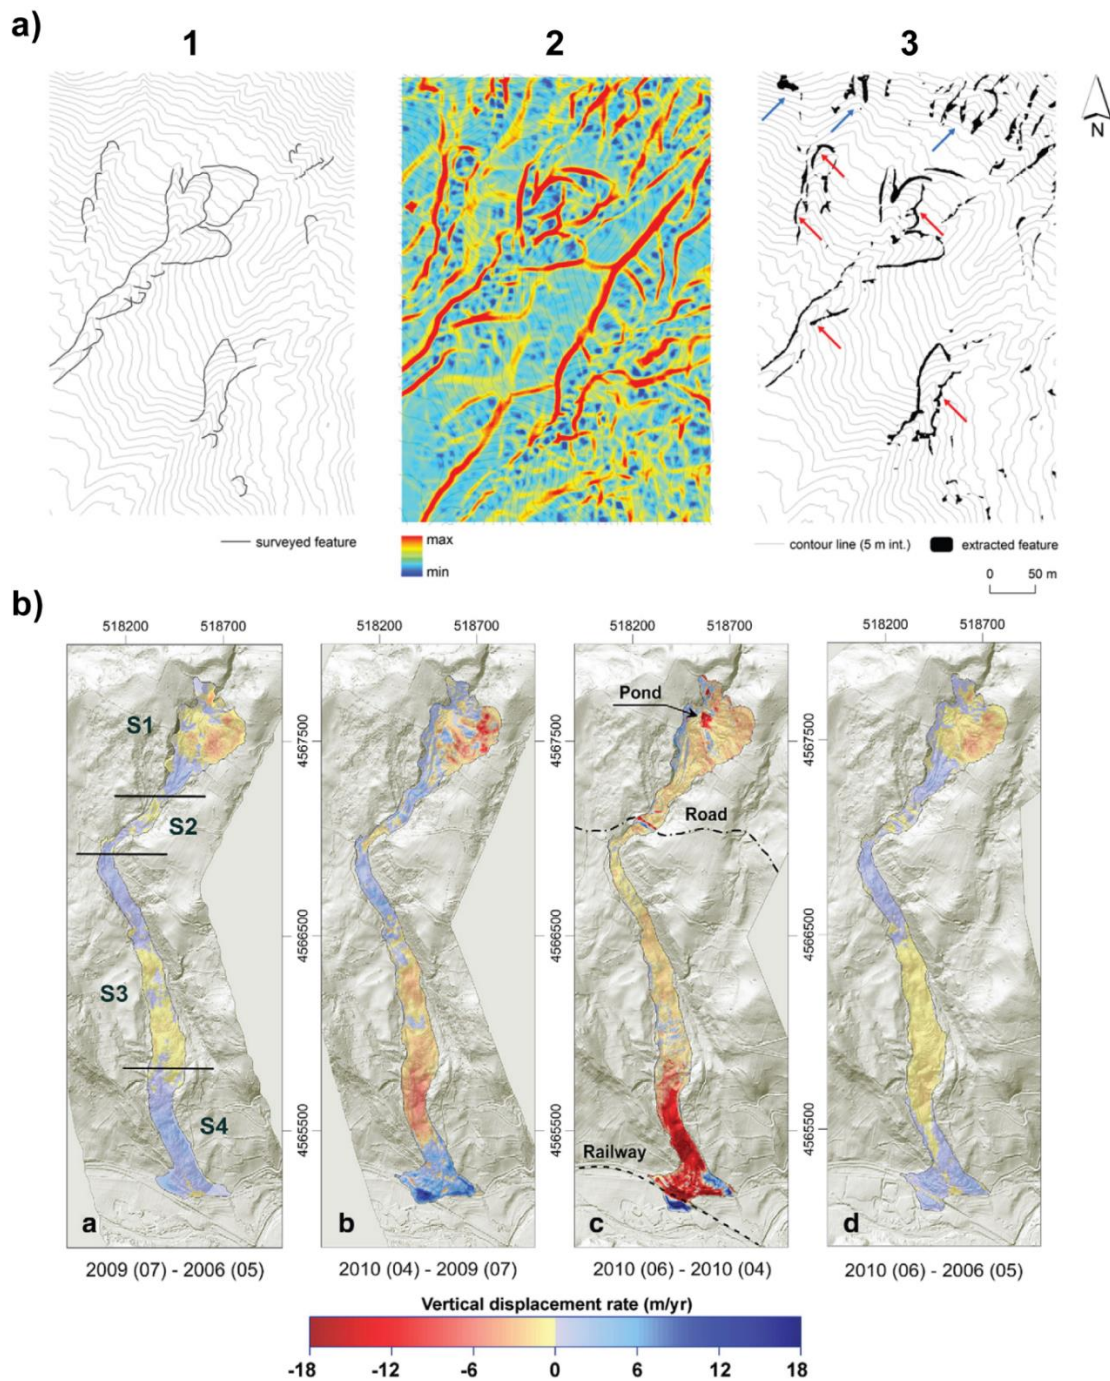 a)
1
2
3
N
surveyed feature
max
min
contour line (5 m int.)
extracted feature
0 50 m
b)
518200 518700
518200 518700
518200 518700
518200 518700
S1
S2
S3
S4
4567500
4566500
4565500
4567500
4566500
4565500
Pond
Road
Railway
a
b
c
d
2009 (07) - 2006 (05)
2010 (04) - 2009 (07)
2010 (06) - 2010 (04)
2010 (06) - 2006 (05)
Vertical displacement rate (m/yr)
-18 -12 -6 0 6 12 18